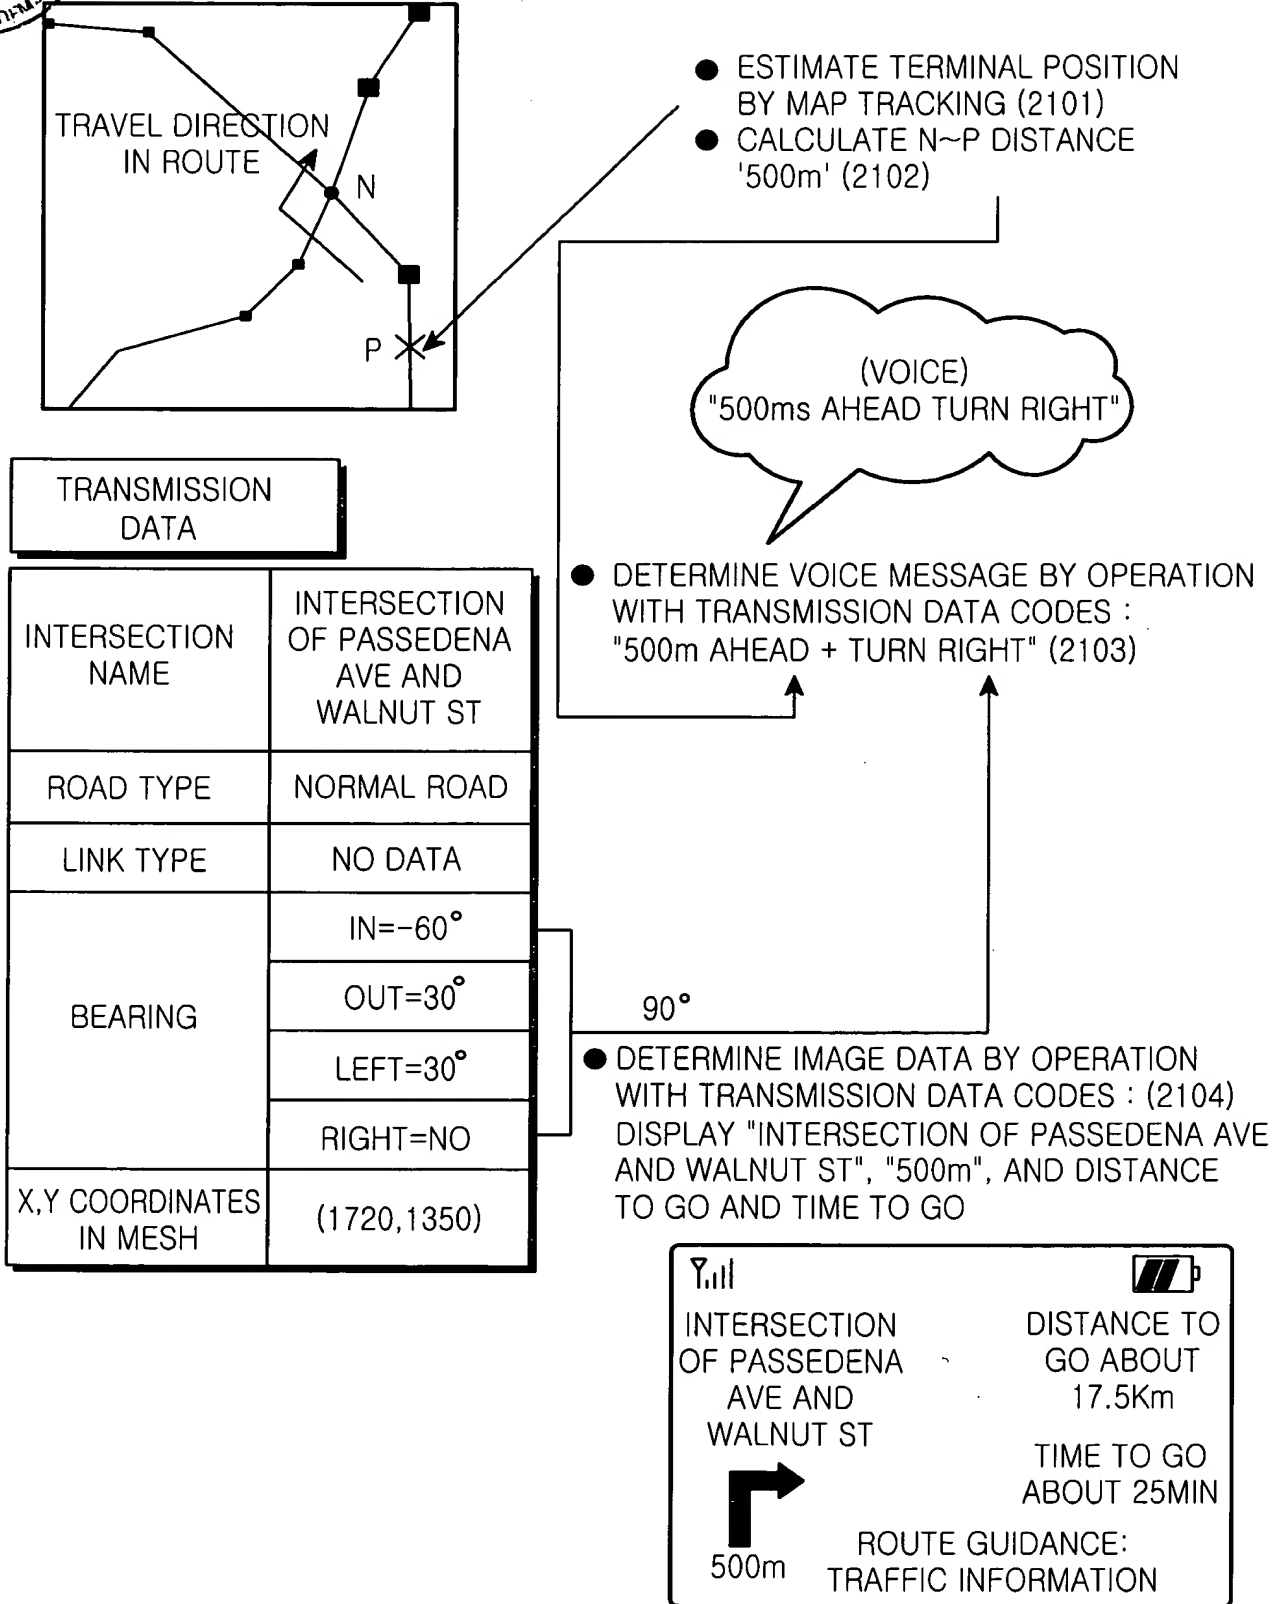 TRAVEL DIRECTION
IN ROUTE
N
P
● ESTIMATE TERMINAL POSITION
BY MAP TRACKING (2101)
● CALCULATE N~P DISTANCE
'500m' (2102)
(VOICE)
"500ms AHEAD TURN RIGHT"
● DETERMINE VOICE MESSAGE BY OPERATION
WITH TRANSMISSION DATA CODES :
"500m AHEAD + TURN RIGHT" (2103)
TRANSMISSION
DATA
INTERSECTION
NAME
INTERSECTION
OF PASSEDENA
AVE AND
WALNUT ST
ROAD TYPE
NORMAL ROAD
LINK TYPE
NO DATA
BEARING
IN=-60°
OUT=30°
LEFT=30°
RIGHT=NO
X,Y COORDINATES
IN MESH
(1720,1350)
90°
● DETERMINE IMAGE DATA BY OPERATION
WITH TRANSMISSION DATA CODES : (2104)
DISPLAY "INTERSECTION OF PASSEDENA AVE
AND WALNUT ST", "500m", AND DISTANCE
TO GO AND TIME TO GO
INTERSECTION
OF PASSEDENA
AVE AND
WALNUT ST
500m
DISTANCE TO
GO ABOUT
17.5Km
TIME TO GO
ABOUT 25MIN
ROUTE GUIDANCE:
TRAFFIC INFORMATION